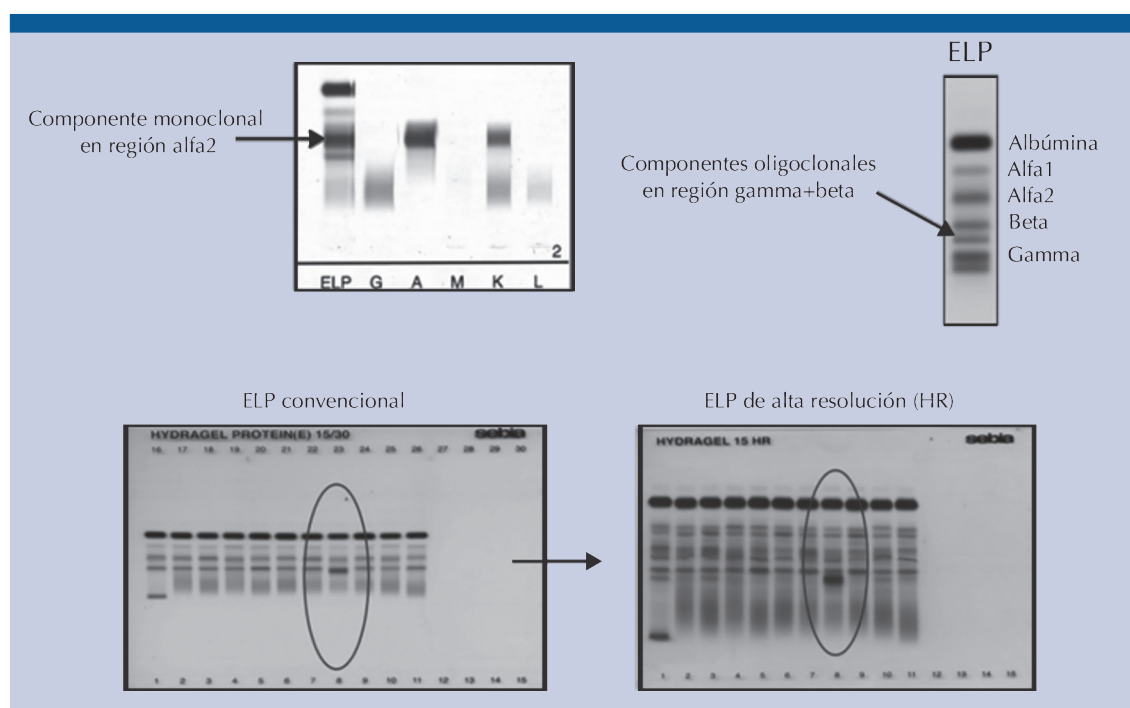 Componente monoclonal
en región alfa2
2
ELP G A M K L
ELP
Componentes oligoclonales
en región gamma+beta
Albúmina
Alfa1
Alfa2
Beta
Gamma
ELP convencional
HYDRAGEL PROTEIN(E) 15/30 sebia
16 17 18 19 20 21 22 23 24 25 26 27 28 29 30
1 2 3 4 5 6 7 8 9 10 11 12 13 14 15
ELP de alta resolución (HR)
HYDRAGEL 15 HR sebia
1 2 3 4 5 6 7 8 9 10 11 12 13 14 15